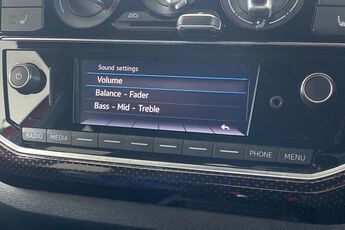 Sound settings
Volume
Balance - Fader
Bass - Mid - Treble
RADIO MEDIA PHONE MENU